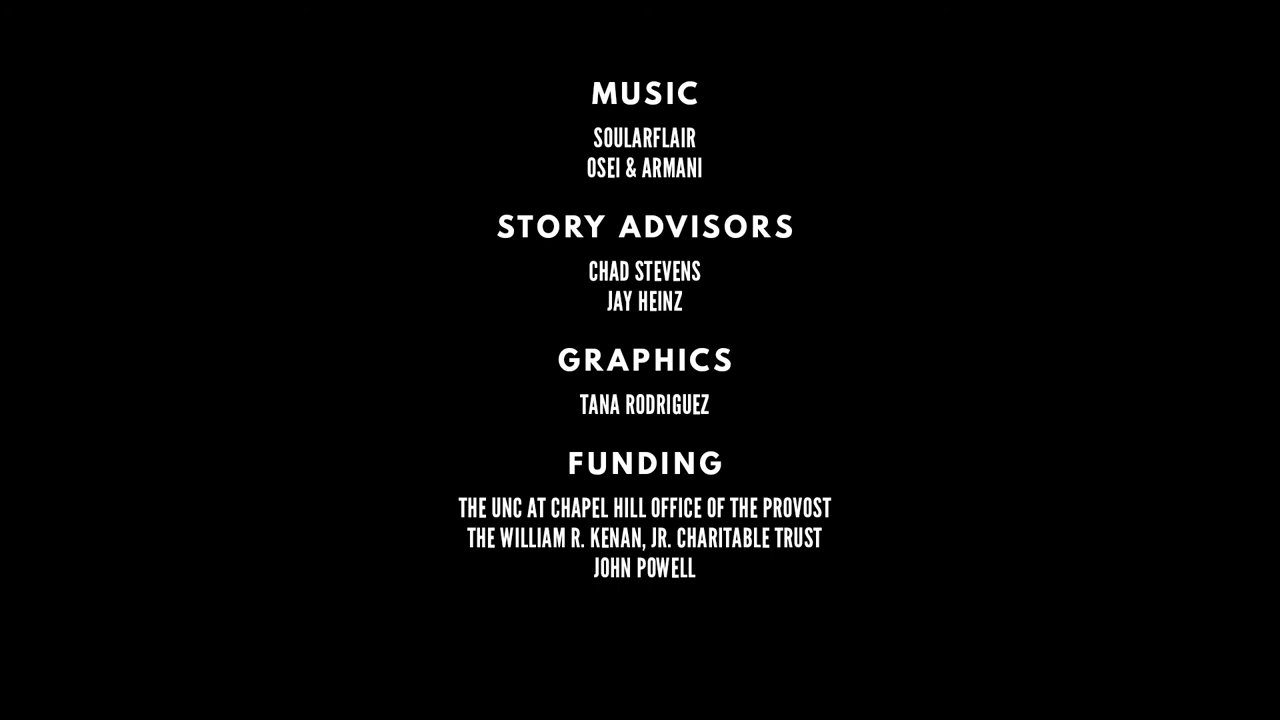 MUSIC
SOULARFLAIR
OSEI & ARMANI
STORY ADVISORS
CHAD STEVENS
JAY HEINZ
GRAPHICS
TANA RODRIGUEZ
FUNDING
THE UNC AT CHAPEL HILL OFFICE OF THE PROVOST
THE WILLIAM R. KENAN, JR. CHARITABLE TRUST
JOHN POWELL